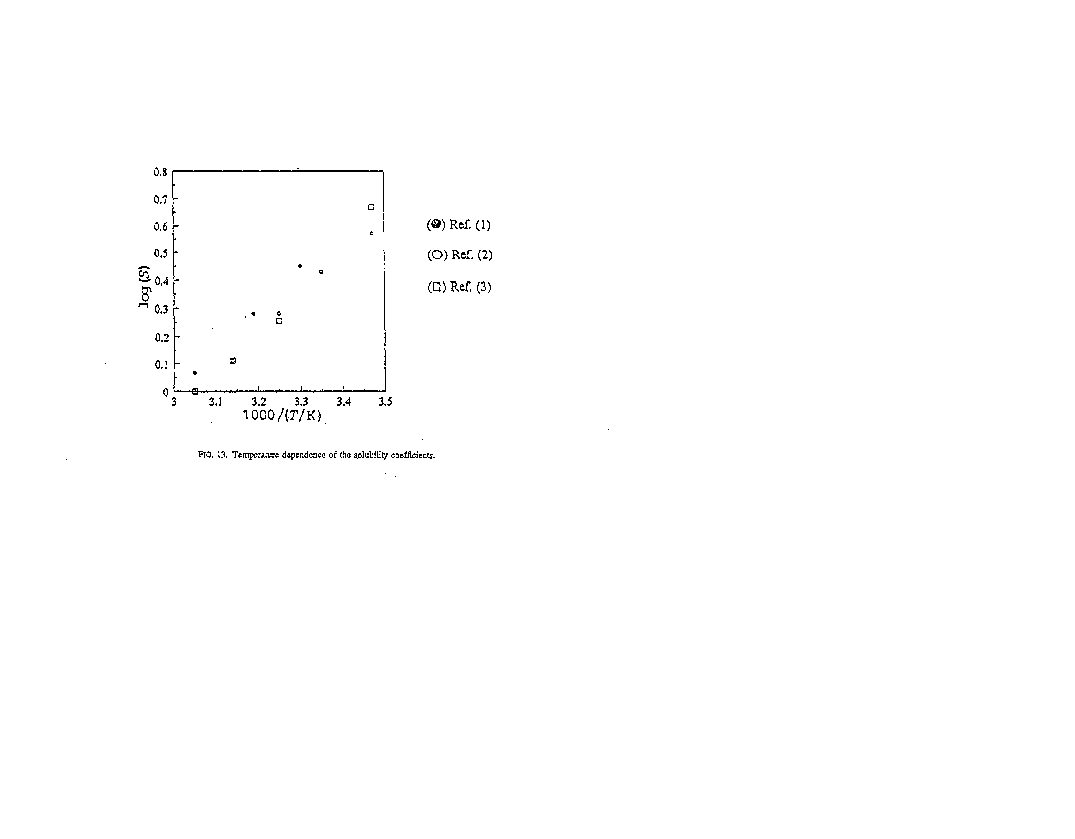 0.8
0.7
0.6
0.5
0.4
0.3
0.2
0.1
0
log (S)
3 3.1 3.2 3.3 3.4 3.5
1000/(T/K)
(●) Ref. (1)
(○) Ref. (2)
(□) Ref. (3)
FIG. 13. Temperature dependence of the solubility coefficients.